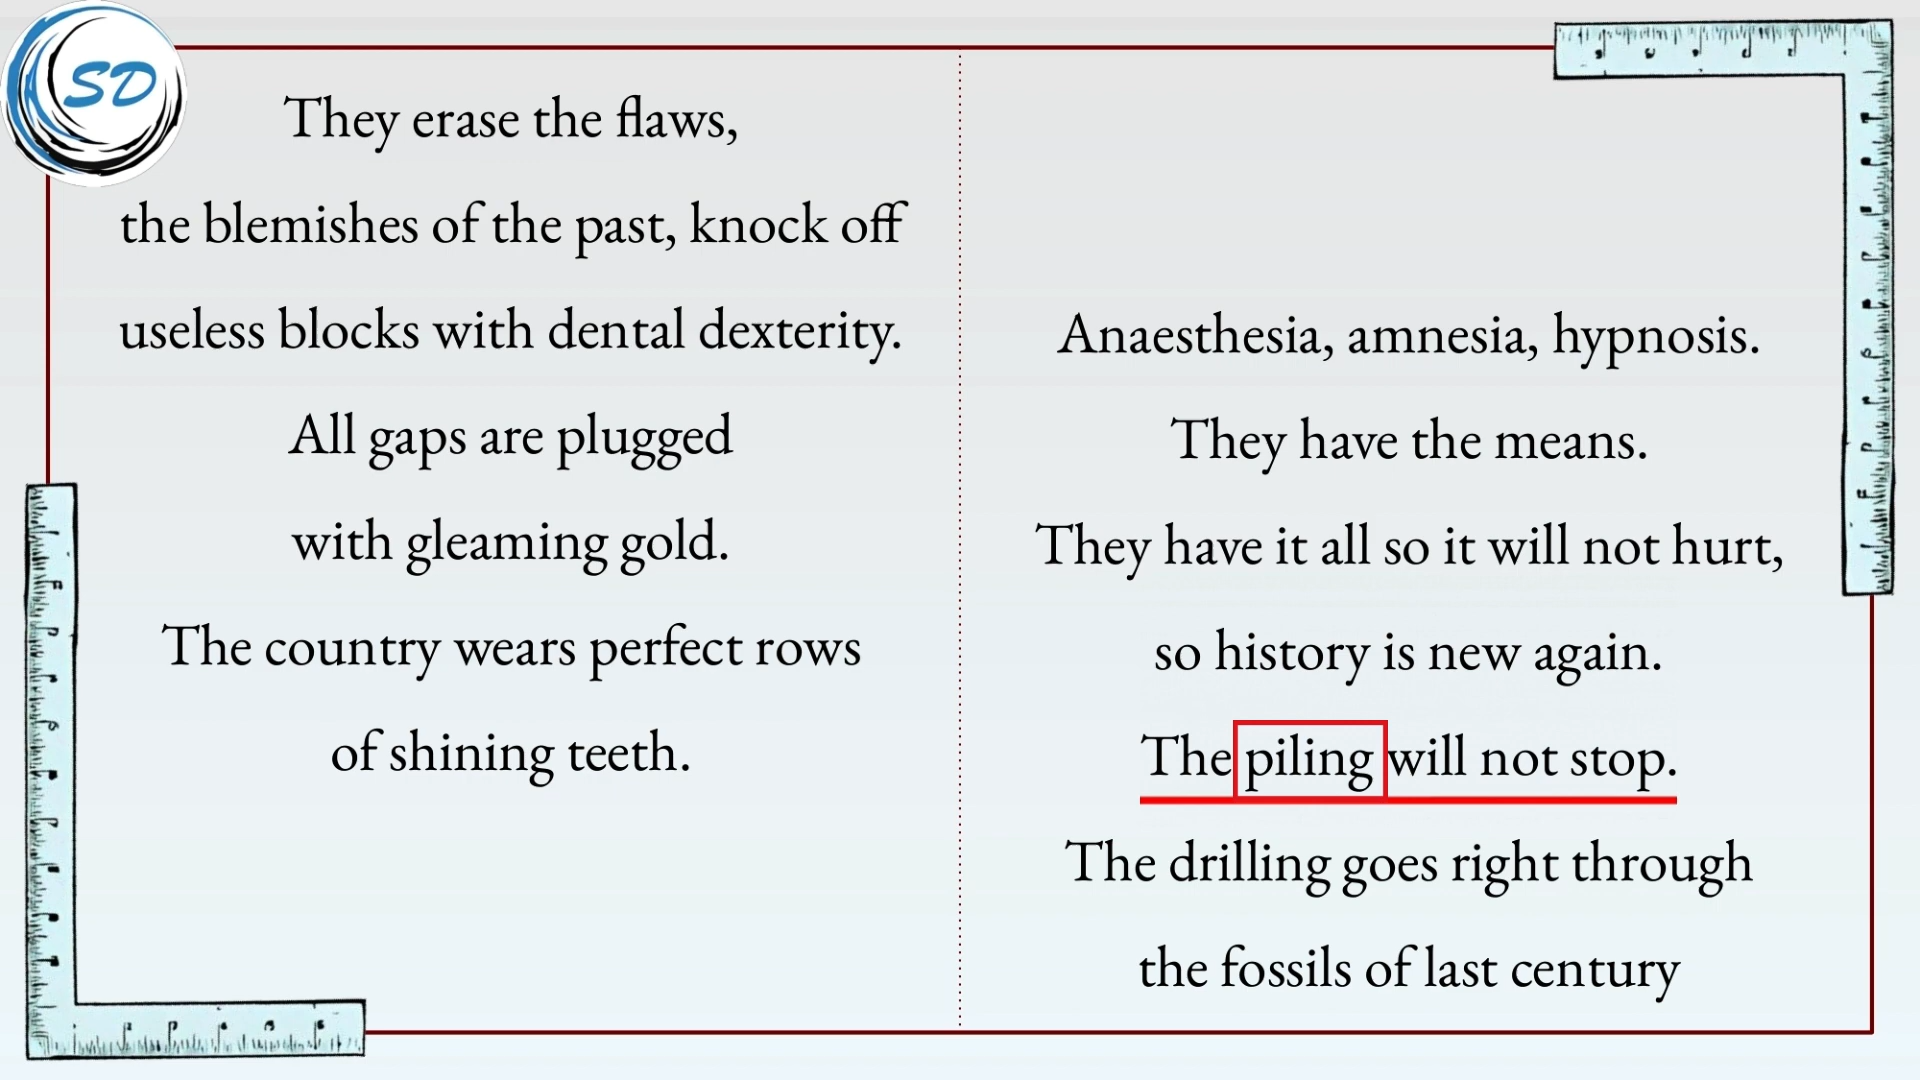 SD
They erase the flaws,
the blemishes of the past, knock off
useless blocks with dental dexterity.
All gaps are plugged
with gleaming gold.
The country wears perfect rows
of shining teeth.
Anaesthesia, amnesia, hypnosis.
They have the means.
They have it all so it will not hurt,
so history is new again.
The piling will not stop.
The drilling goes right through
the fossils of last century